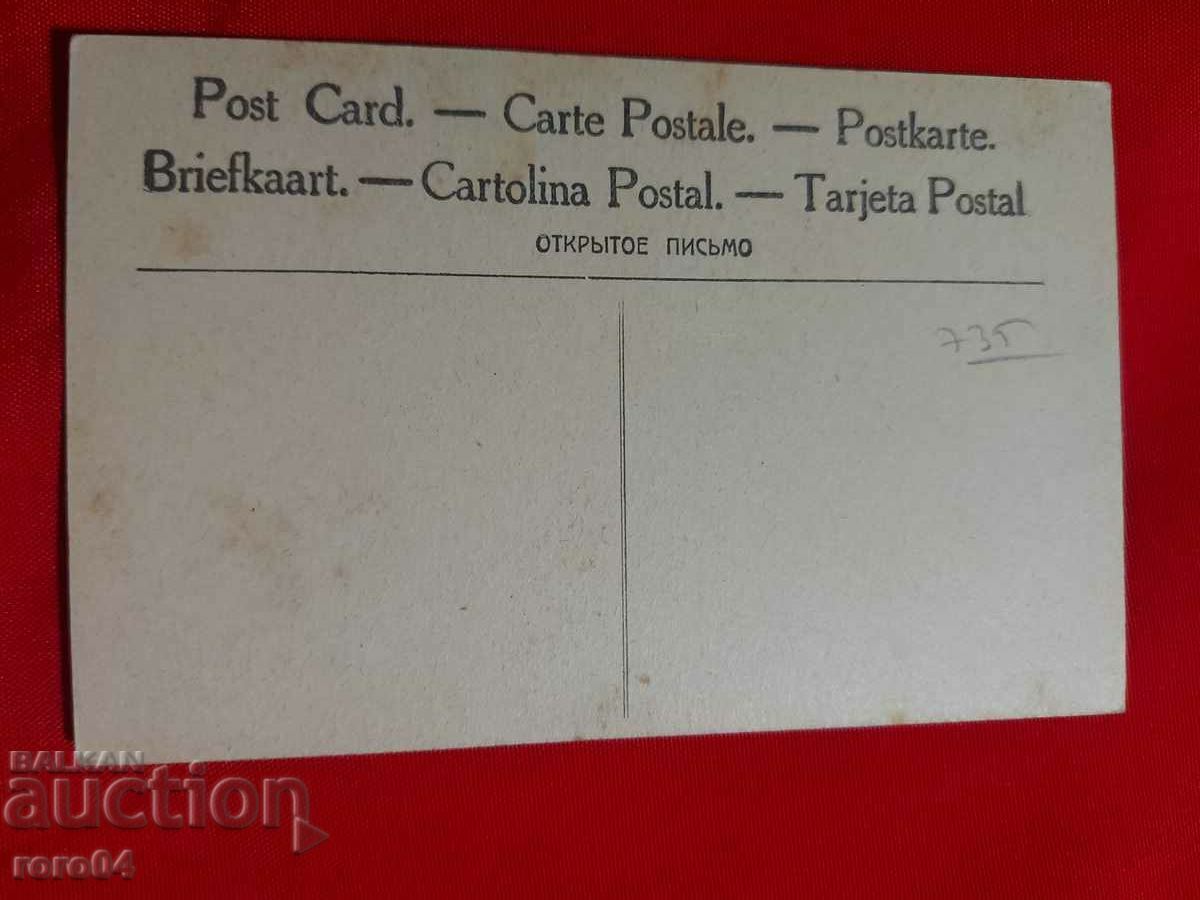 Post Card. — Carte Postale. — Postkarte.
Briefkaart. — Cartolina Postal. — Tarjeta Postal
ОТКРЫТОЕ ПИСЬМО
735
BALKAN
auction
roro04